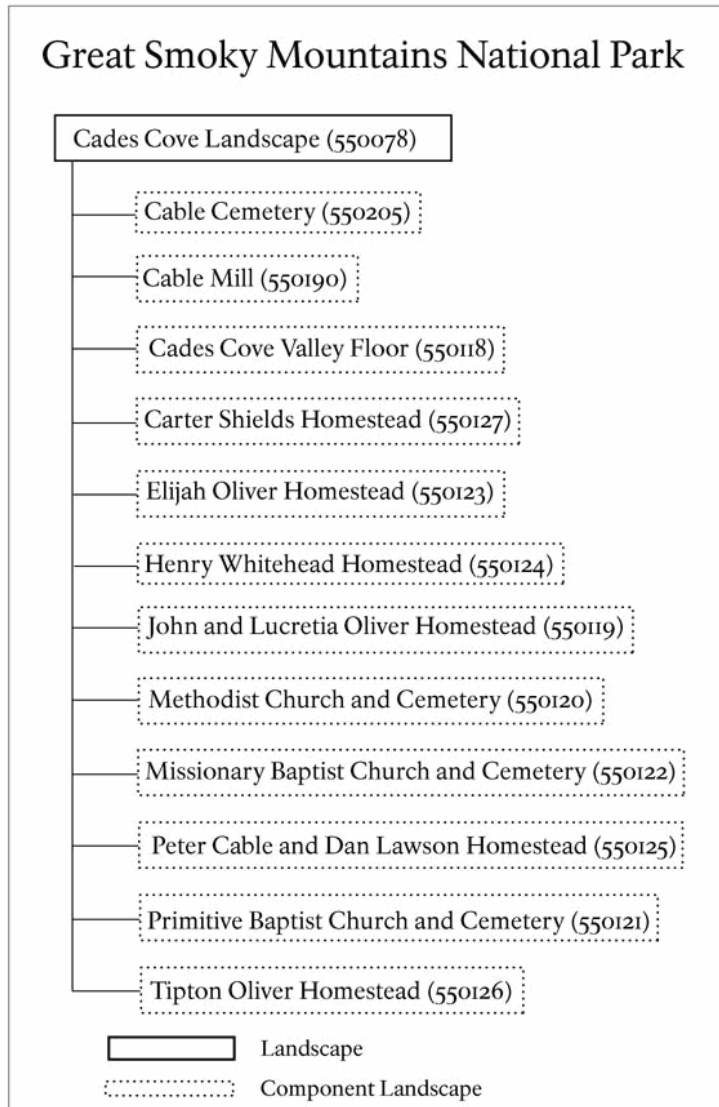 Great Smoky Mountains National Park
Cades Cove Landscape (550078)
Cable Cemetery (550205)
Cable Mill (550190)
Cades Cove Valley Floor (550118)
Carter Shields Homestead (550127)
Elijah Oliver Homestead (550123)
Henry Whitehead Homestead (550124)
John and Lucretia Oliver Homestead (550119)
Methodist Church and Cemetery (550120)
Missionary Baptist Church and Cemetery (550122)
Peter Cable and Dan Lawson Homestead (550125)
Primitive Baptist Church and Cemetery (550121)
Tipton Oliver Homestead (550126)
Landscape
Component Landscape